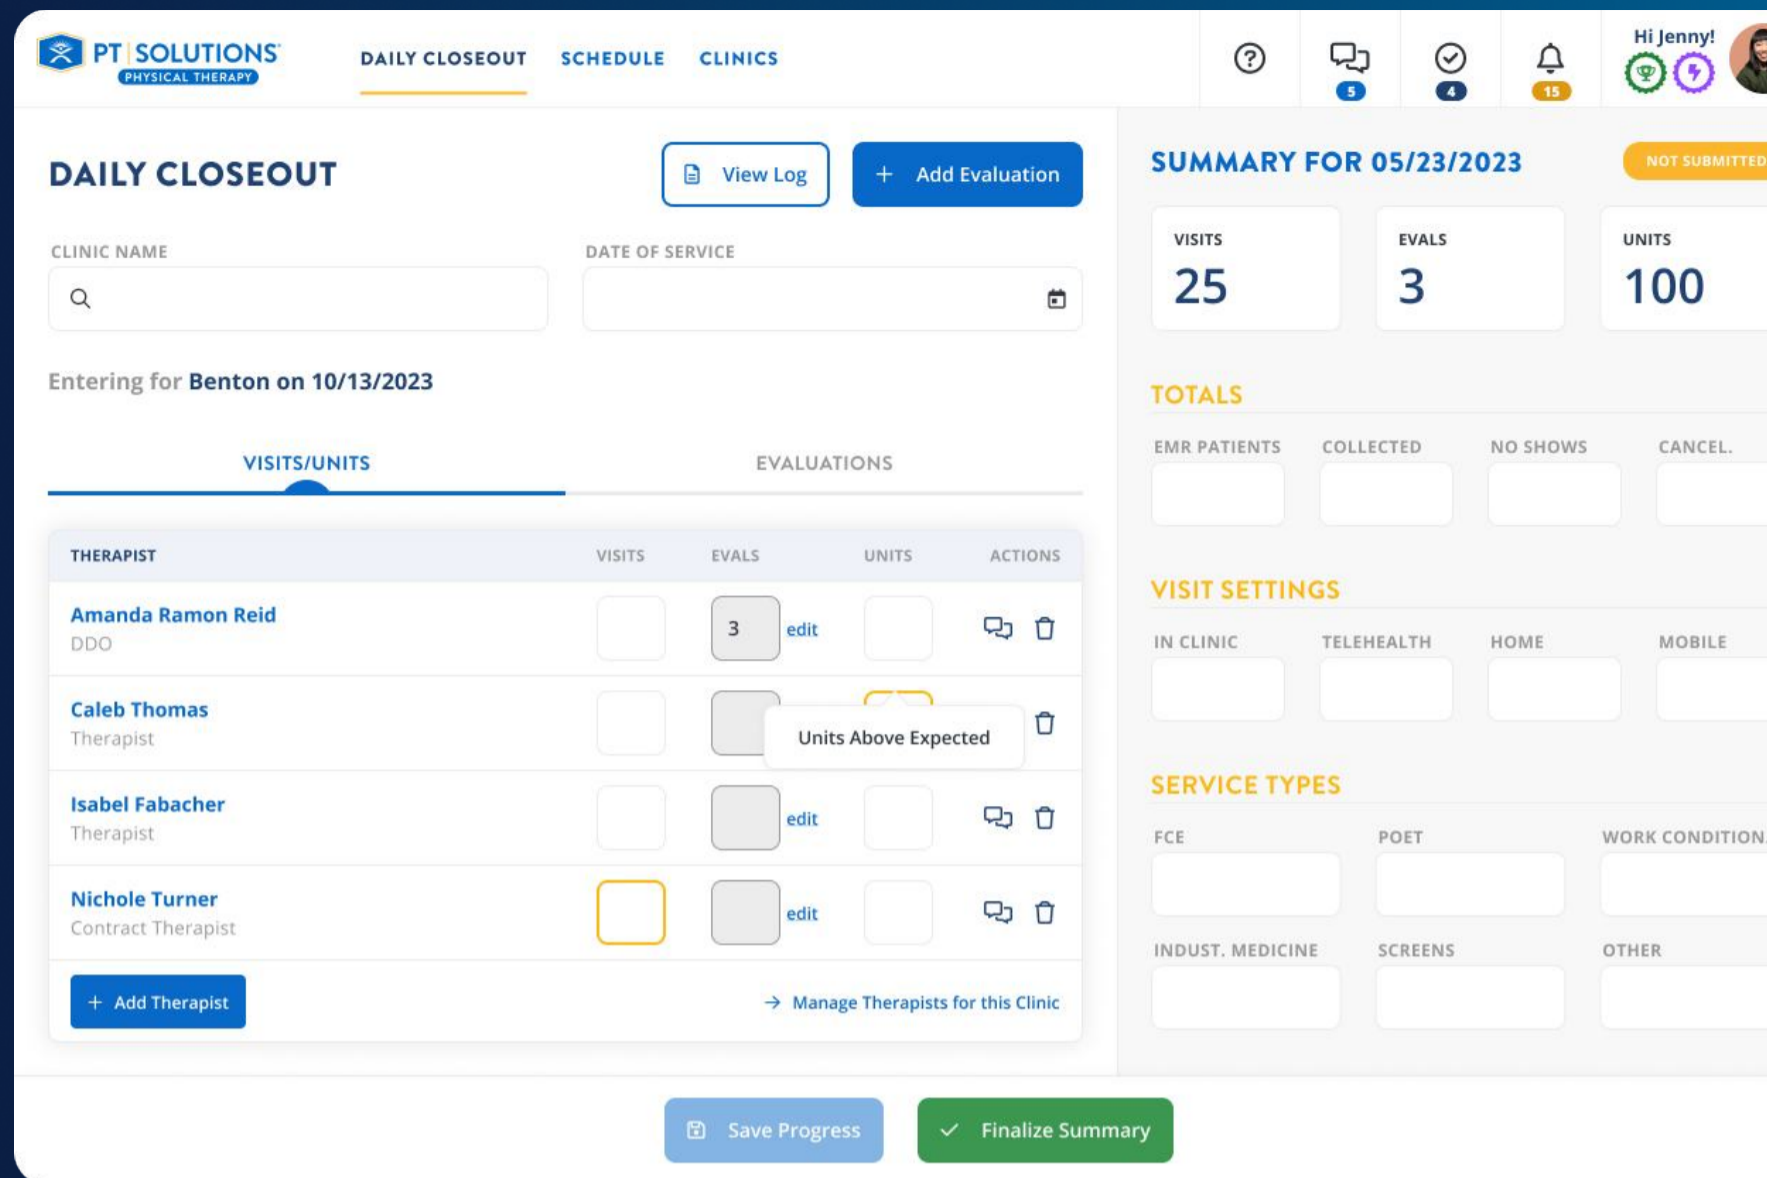 PT SOLUTIONS
PHYSICAL THERAPY
DAILY CLOSEOUT SCHEDULE CLINICS
5 4 15
Hi Jenny!
DAILY CLOSEOUT
View Log
+ Add Evaluation
CLINIC NAME
DATE OF SERVICE
Entering for Benton on 10/13/2023
VISITS/UNITS
EVALUATIONS
THERAPIST VISITS EVALS UNITS ACTIONS
Amanda Ramon Reid
DDO
3 edit
Caleb Thomas
Therapist
Units Above Expected
Isabel Fabacher
Therapist
edit
Nichole Turner
Contract Therapist
edit
+ Add Therapist
→ Manage Therapists for this Clinic
SUMMARY FOR 05/23/2023
NOT SUBMITTED
VISITS EVALS UNITS
25 3 100
TOTALS
EMR PATIENTS COLLECTED NO SHOWS CANCEL.
VISIT SETTINGS
IN CLINIC TELEHEALTH HOME MOBILE
SERVICE TYPES
FCE POET WORK CONDITION.
INDUST. MEDICINE SCREENS OTHER
Save Progress
Finalize Summary